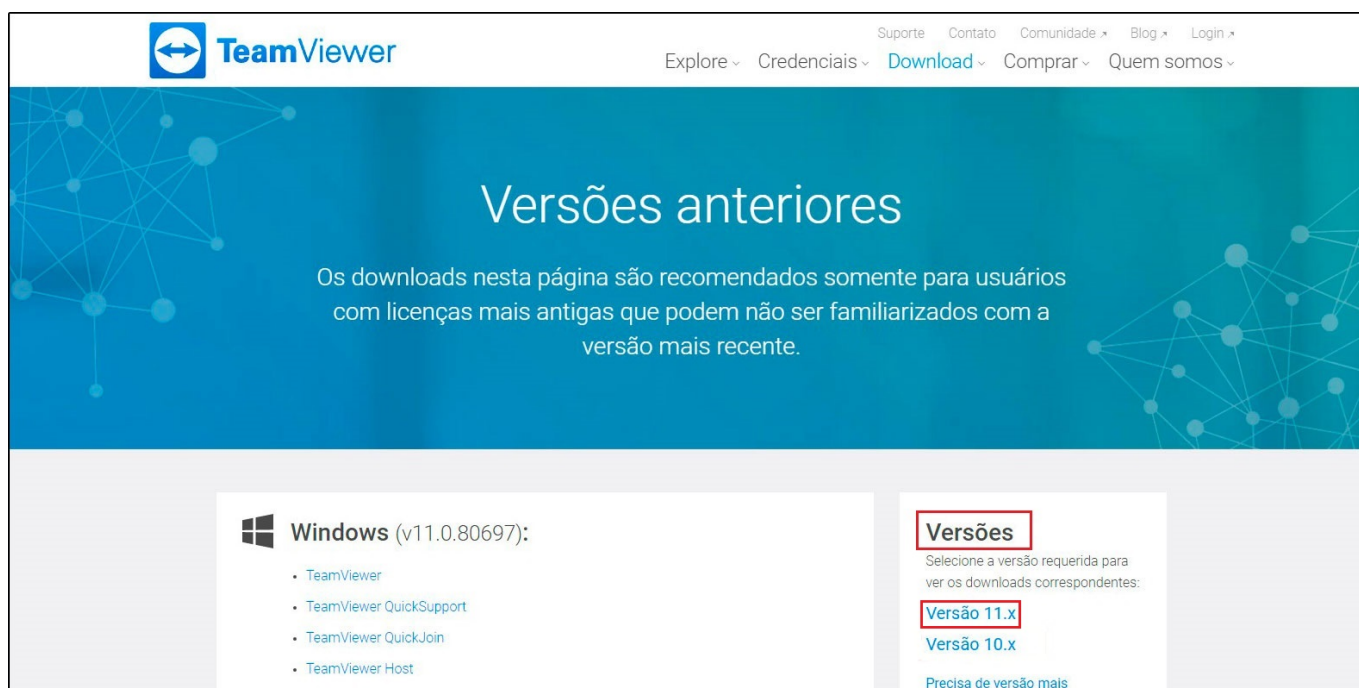 TeamViewer
Suporte Contato Comunidade Blog Login
Explore Credenciais Download Comprar Quem somos
Versões anteriores
Os downloads nesta página são recomendados somente para usuários
com licenças mais antigas que podem não ser familiarizados com a
versão mais recente.
Windows (v11.0.80697):
TeamViewer
TeamViewer QuickSupport
TeamViewer QuickJoin
TeamViewer Host
Versões
Selecione a versão requerida para
ver os downloads correspondentes:
Versão 11.x
Versão 10.x
Precisa de versão mais